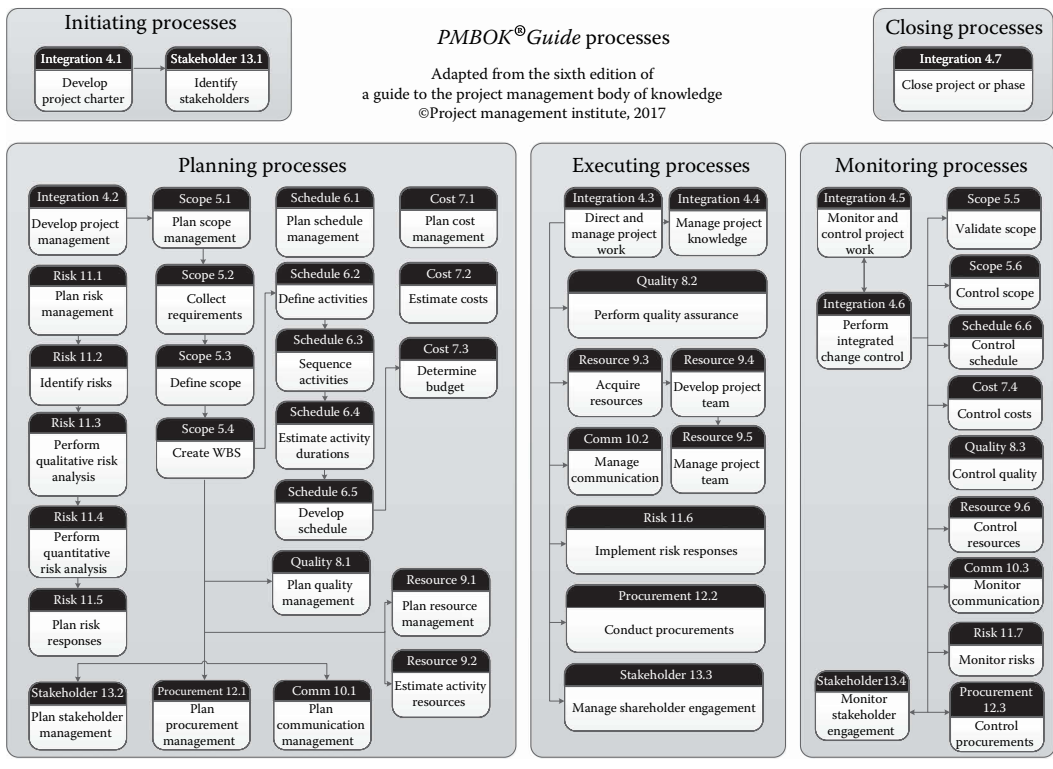 Initiating processes
Integration 4.1
Develop
project charter
Stakeholder 13.1
Identify
stakeholders
PMBOK®Guide processes
Adapted from the sixth edition of
a guide to the project management body of knowledge
©Project management institute, 2017
Closing processes
Integration 4.7
Close project or phase
Planning processes
Integration 4.2
Develop project
management
Risk 11.1
Plan risk
management
Risk 11.2
Identify risks
Risk 11.3
Perform
qualitative risk
analysis
Risk 11.4
Perform
quantitative
risk analysis
Risk 11.5
Plan risk
responses
Stakeholder 13.2
Plan stakeholder
management
Scope 5.1
Plan scope
management
Scope 5.2
Collect
requirements
Scope 5.3
Define scope
Scope 5.4
Create WBS
Procurement 12.1
Plan
procurement
management
Schedule 6.1
Plan schedule
management
Schedule 6.2
Define activities
Schedule 6.3
Sequence
activities
Schedule 6.4
Estimate activity
durations
Schedule 6.5
Develop
schedule
Quality 8.1
Plan quality
management
Comm 10.1
Plan
communication
management
Cost 7.1
Plan cost
management
Cost 7.2
Estimate costs
Cost 7.3
Determine
budget
Resource 9.1
Plan resource
management
Resource 9.2
Estimate activity
resources
Executing processes
Integration 4.3
Direct and
manage project
work
Integration 4.4
Manage project
knowledge
Quality 8.2
Perform quality assurance
Resource 9.3
Acquire
resources
Resource 9.4
Develop project
team
Comm 10.2
Manage
communication
Resource 9.5
Manage project
team
Risk 11.6
Implement risk responses
Procurement 12.2
Conduct procurements
Stakeholder 13.3
Manage shareholder engagement
Monitoring processes
Integration 4.5
Monitor and
control project
work
Integration 4.6
Perform
integrated
change control
Stakeholder13.4
Monitor
stakeholder
engagement
Scope 5.5
Validate scope
Scope 5.6
Control scope
Schedule 6.6
Control
schedule
Cost 7.4
Control costs
Quality 8.3
Control quality
Resource 9.6
Control
resources
Comm 10.3
Monitor
communication
Risk 11.7
Monitor risks
Procurement
12.3
Control
procurements